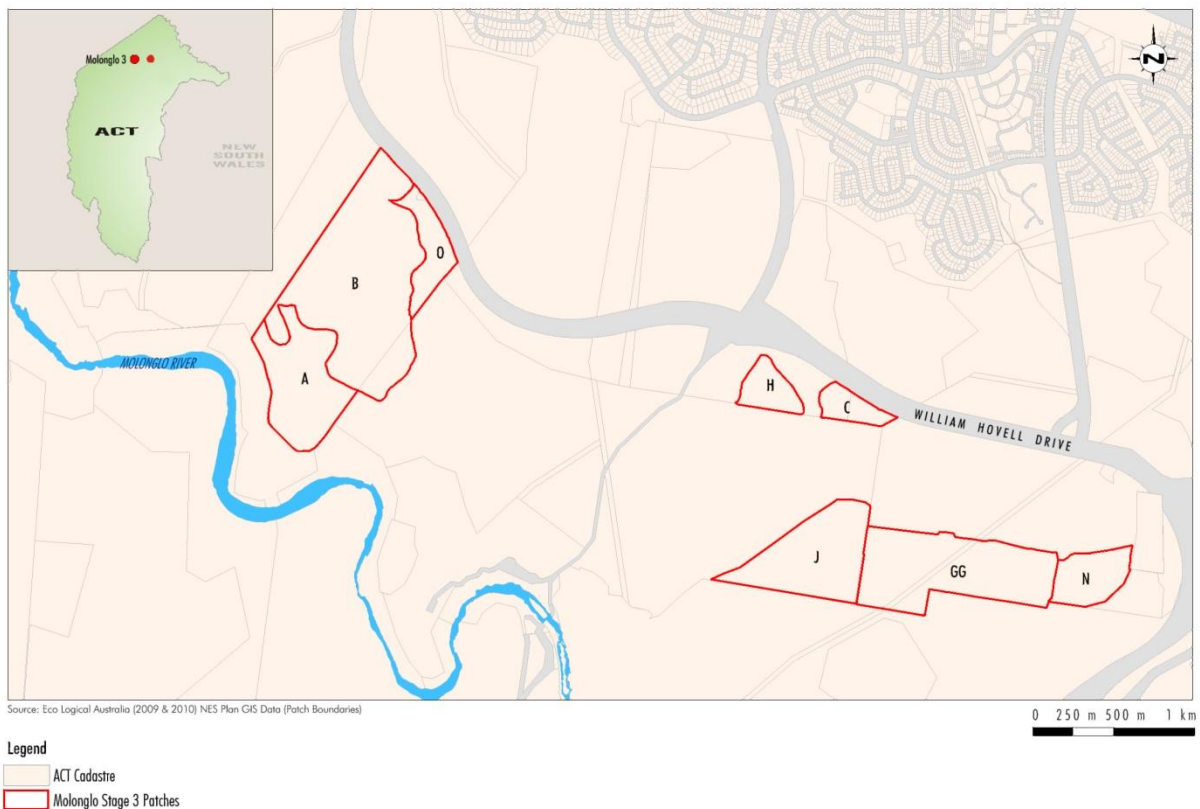 Molonglo 3
ACT
NEW
SOUTH
WALES
N
O
B
A
MOLONGLO RIVER
H
C
WILLIAM HOVELL DRIVE
J
GG
N
Source: Eco Logical Australia (2009 & 2010) NES Plan GIS Data (Patch Boundaries)
0 250 m 500 m 1 km
Legend
ACT Cadastre
Molonglo Stage 3 Patches